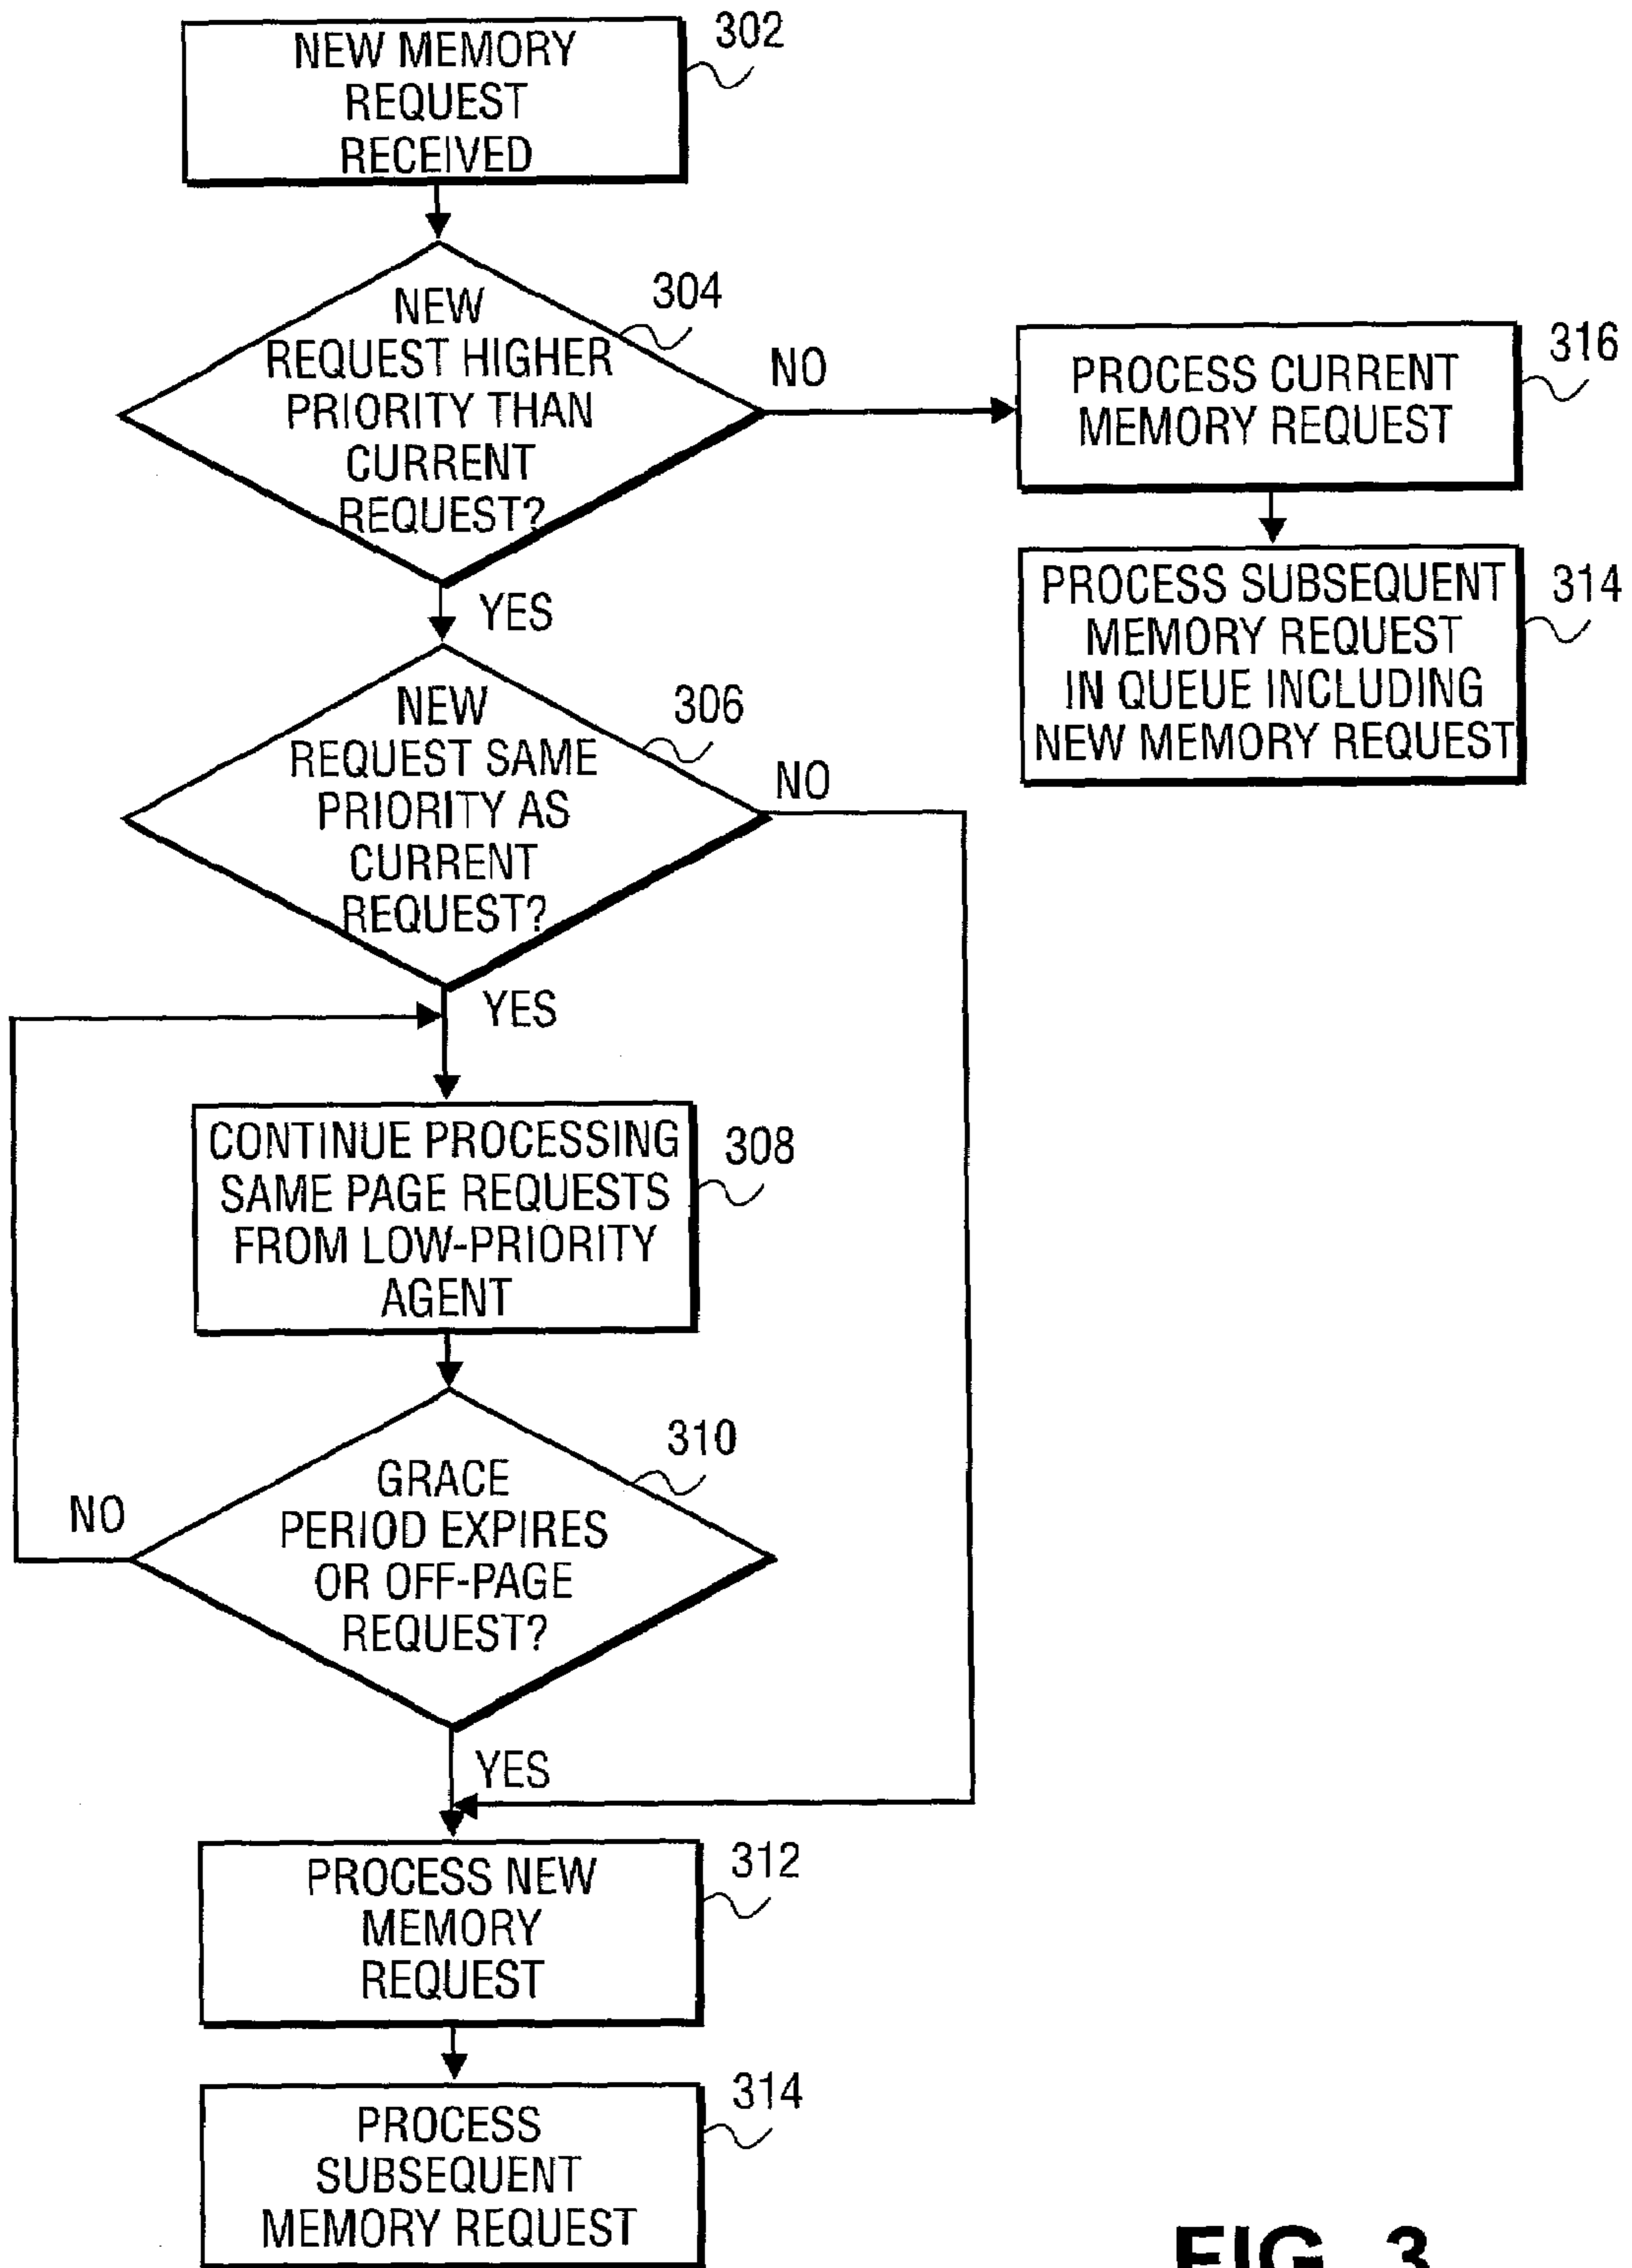 NEW MEMORY
REQUEST
RECEIVED
302
NEW
REQUEST HIGHER
PRIORITY THAN
CURRENT
REQUEST?
304
NO
YES
PROCESS CURRENT
MEMORY REQUEST
316
PROCESS SUBSEQUENT
MEMORY REQUEST
IN QUEUE INCLUDING
NEW MEMORY REQUEST
314
NEW
REQUEST SAME
PRIORITY AS
CURRENT
REQUEST?
306
NO
YES
CONTINUE PROCESSING
SAME PAGE REQUESTS
FROM LOW-PRIORITY
AGENT
308
GRACE
PERIOD EXPIRES
OR OFF-PAGE
REQUEST?
310
NO
YES
PROCESS NEW
MEMORY
REQUEST
312
PROCESS
SUBSEQUENT
MEMORY REQUEST
314
FIG. 3